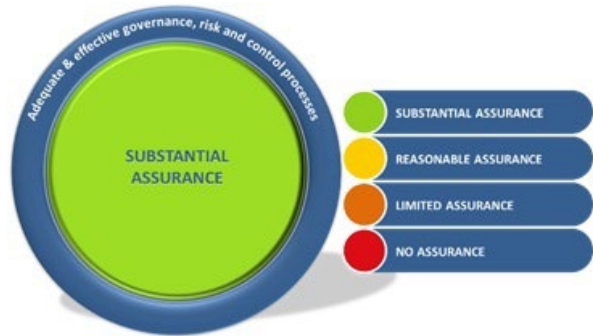 Adequate & effective governance, risk and control processes
SUBSTANTIAL
ASSURANCE
SUBSTANTIAL ASSURANCE
REASONABLE ASSURANCE
LIMITED ASSURANCE
NO ASSURANCE